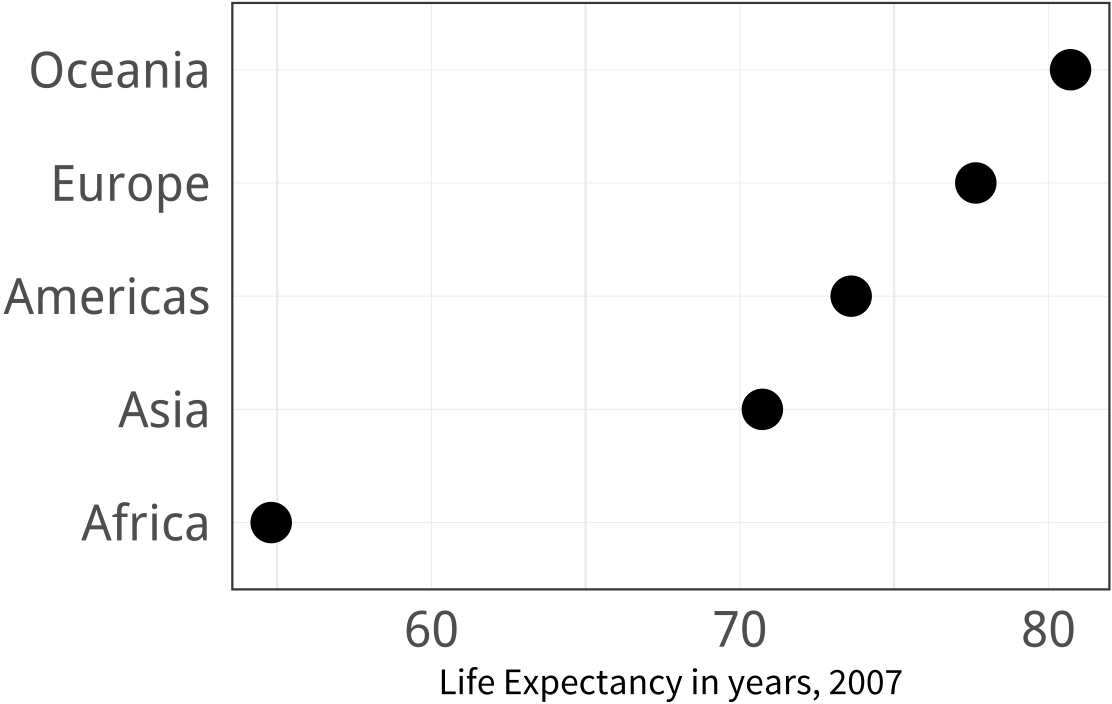 Oceania
Europe
Americas
Asia
Africa
60 70 80
Life Expectancy in years, 2007